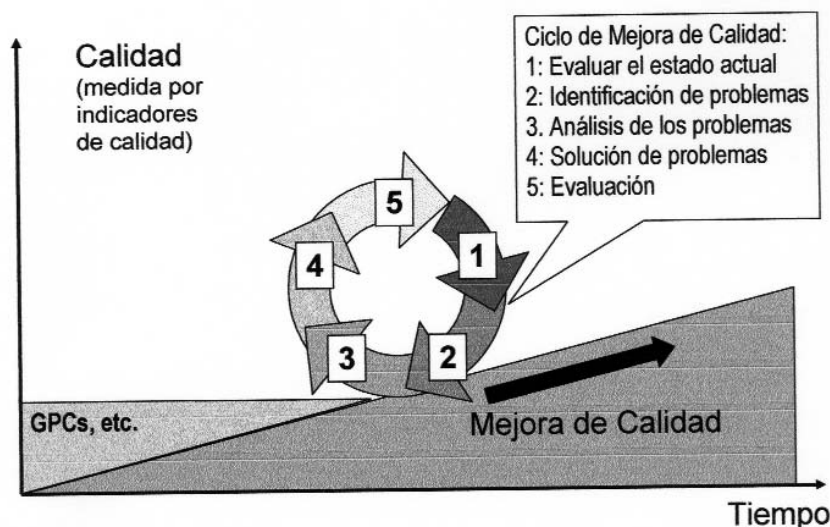 Calidad
(medida por
indicadores
de calidad)
Ciclo de Mejora de Calidad:
1: Evaluar el estado actual
2: Identificación de problemas
3. Análisis de los problemas
4: Solución de problemas
5: Evaluación
5
1
4
3
2
GPCs, etc.
Mejora de Calidad
Tiempo